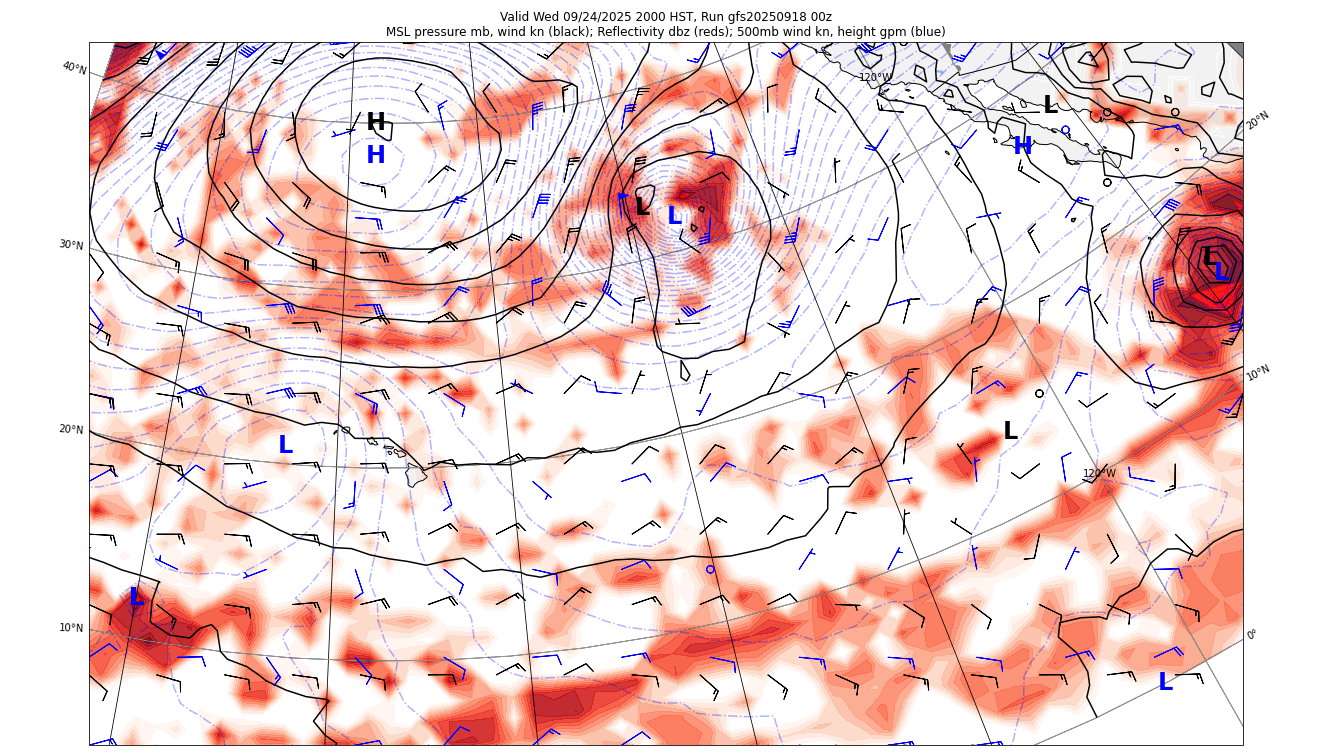 Valid Wed 09/24/2025 2000 HST, Run gfs20250918 00z
MSL pressure mb, wind kn (black); Reflectivity dbz (reds); 500mb wind kn, height gpm (blue)
40°N
120°W
20°N
H
H
L
H
L
L
30°N
L
L
10°N
20°N
L
L
120°W
L
10°N
0°
L